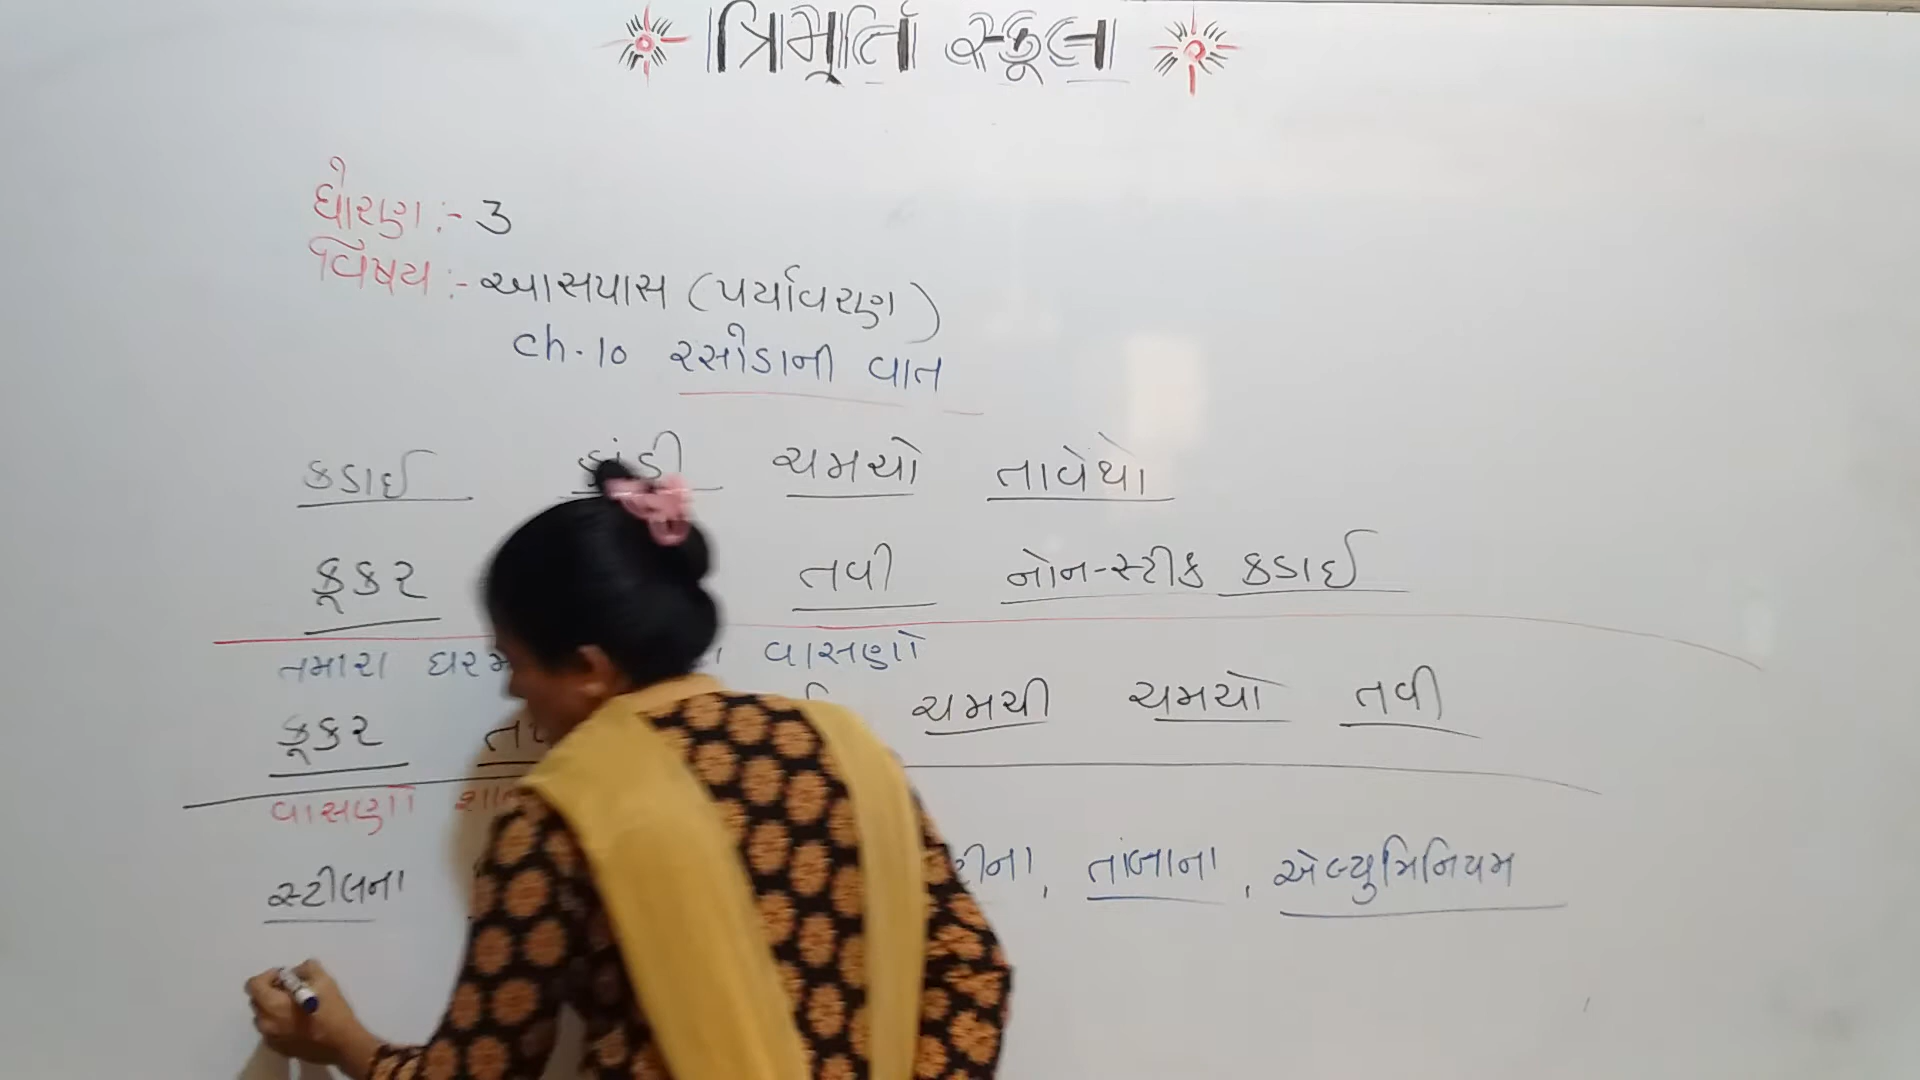 ત્રિમૂર્તિ સ્કૂલ
ધોરણ :- 3
વિષય :- આસપાસ (પર્યાવરણ)
ch. 10 રસોડાની વાત
કડાઈ ચમચો તાવેથો
કૂકર તવી નોન-સ્ટીક કડાઈ
તમારા વાસણો
કૂકર ચમચી ચમચો તવી
વાસણો
સ્ટીલના , તાબાના , એલ્યુમિનિયમ